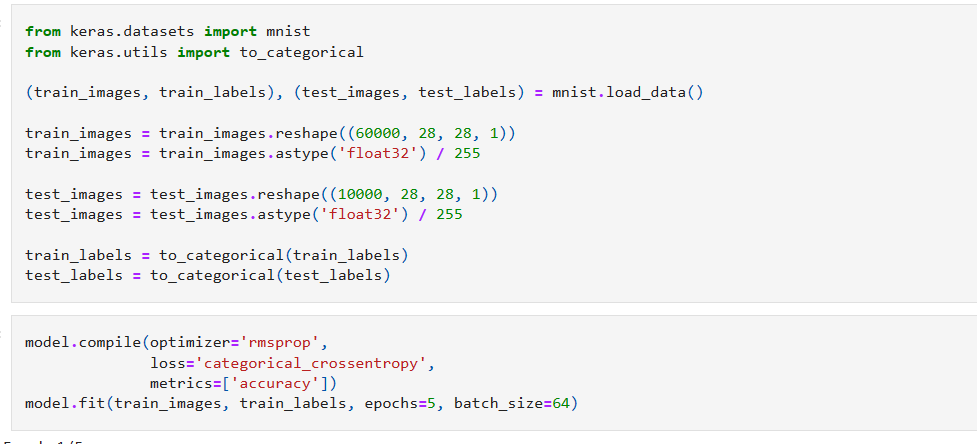 from keras.datasets import mnist
from keras.utils import to_categorical
(train_images, train_labels), (test_images, test_labels) = mnist.load_data()
train_images = train_images.reshape((60000, 28, 28, 1))
train_images = train_images.astype('float32') / 255
test_images = test_images.reshape((10000, 28, 28, 1))
test_images = test_images.astype('float32') / 255
train_labels = to_categorical(train_labels)
test_labels = to_categorical(test_labels)
model.compile(optimizer='rmsprop',
              loss='categorical_crossentropy',
              metrics=['accuracy'])
model.fit(train_images, train_labels, epochs=5, batch_size=64)